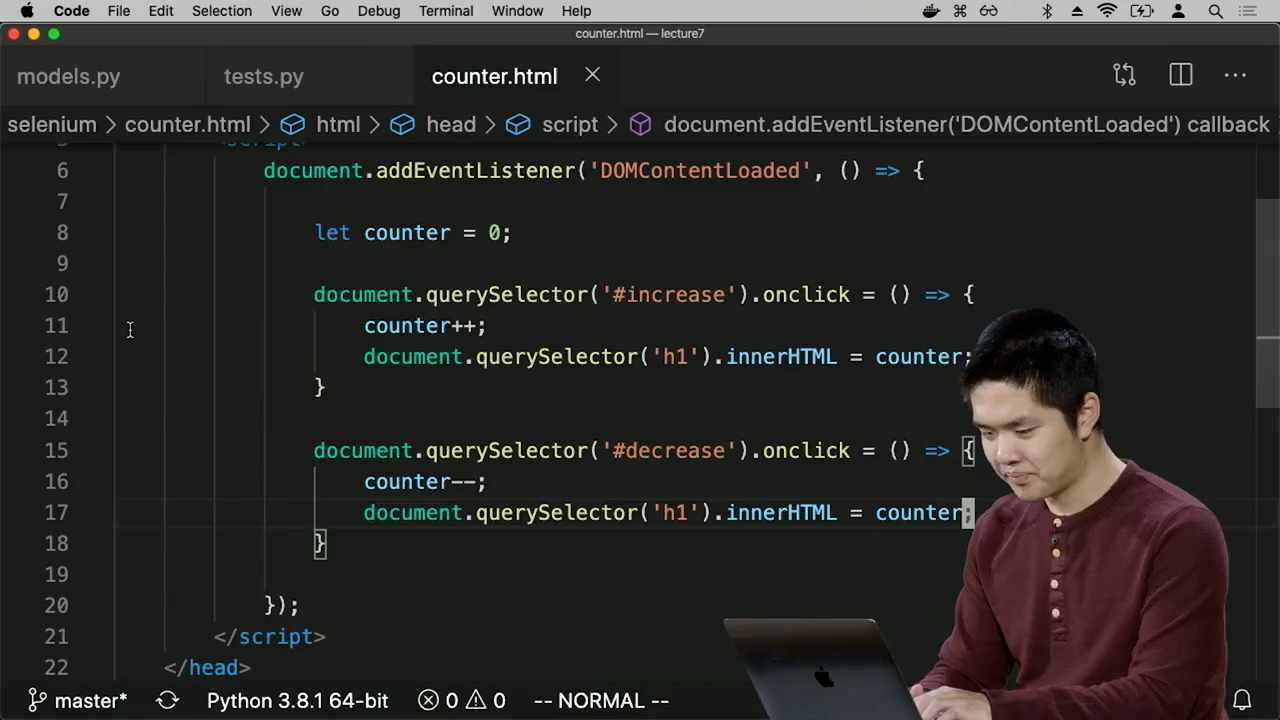 Code File Edit Selection View Go Debug Terminal Window Help
counter.html — lecture7
models.py tests.py counter.html
selenium > counter.html > html > head > script > document.addEventListener('DOMContentLoaded') callback
5 <script>
6 document.addEventListener('DOMContentLoaded', () => {
7
8 let counter = 0;
9
10 document.querySelector('#increase').onclick = () => {
11 counter++;
12 document.querySelector('h1').innerHTML = counter;
13 }
14
15 document.querySelector('#decrease').onclick = () => {
16 counter--;
17 document.querySelector('h1').innerHTML = counter;
18 }
19
20 });
21 </script>
22 </head>
master* Python 3.8.1 64-bit 0 0 -- NORMAL --